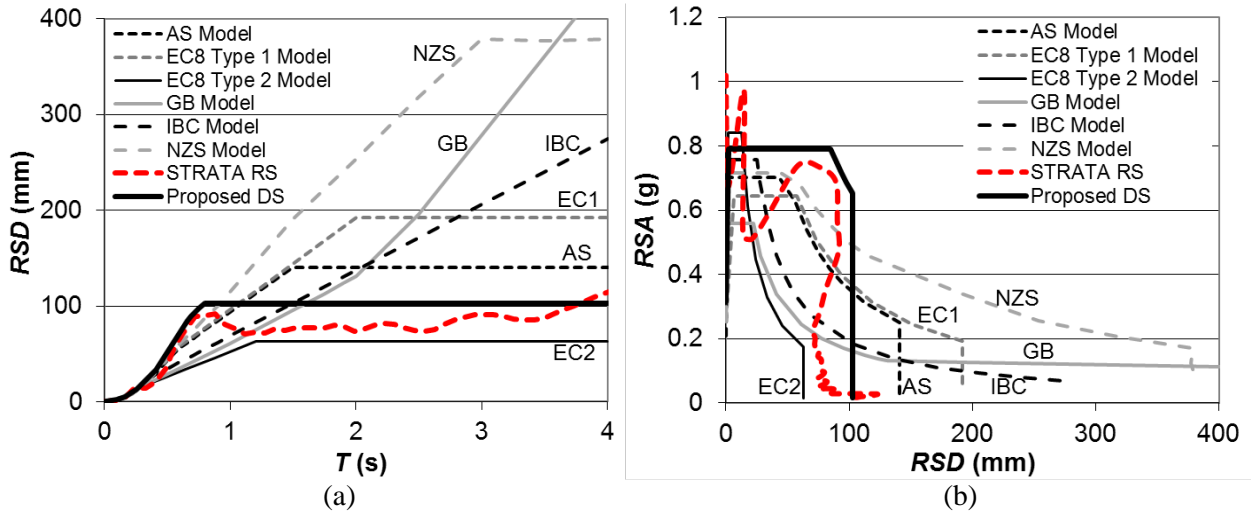 400
300
200
100
0
RSD (mm)
AS Model
EC8 Type 1 Model
EC8 Type 2 Model
GB Model
IBC Model
NZS Model
STRATA RS
Proposed DS
NZS
GB
IBC
EC1
AS
EC2
0 1 2 3 4
T (s)
(a)
1.2
1
0.8
0.6
0.4
0.2
0
RSA (g)
AS Model
EC8 Type 1 Model
EC8 Type 2 Model
GB Model
IBC Model
NZS Model
STRATA RS
Proposed DS
NZS
EC1
GB
EC2 AS IBC
0 100 200 300 400
RSD (mm)
(b)